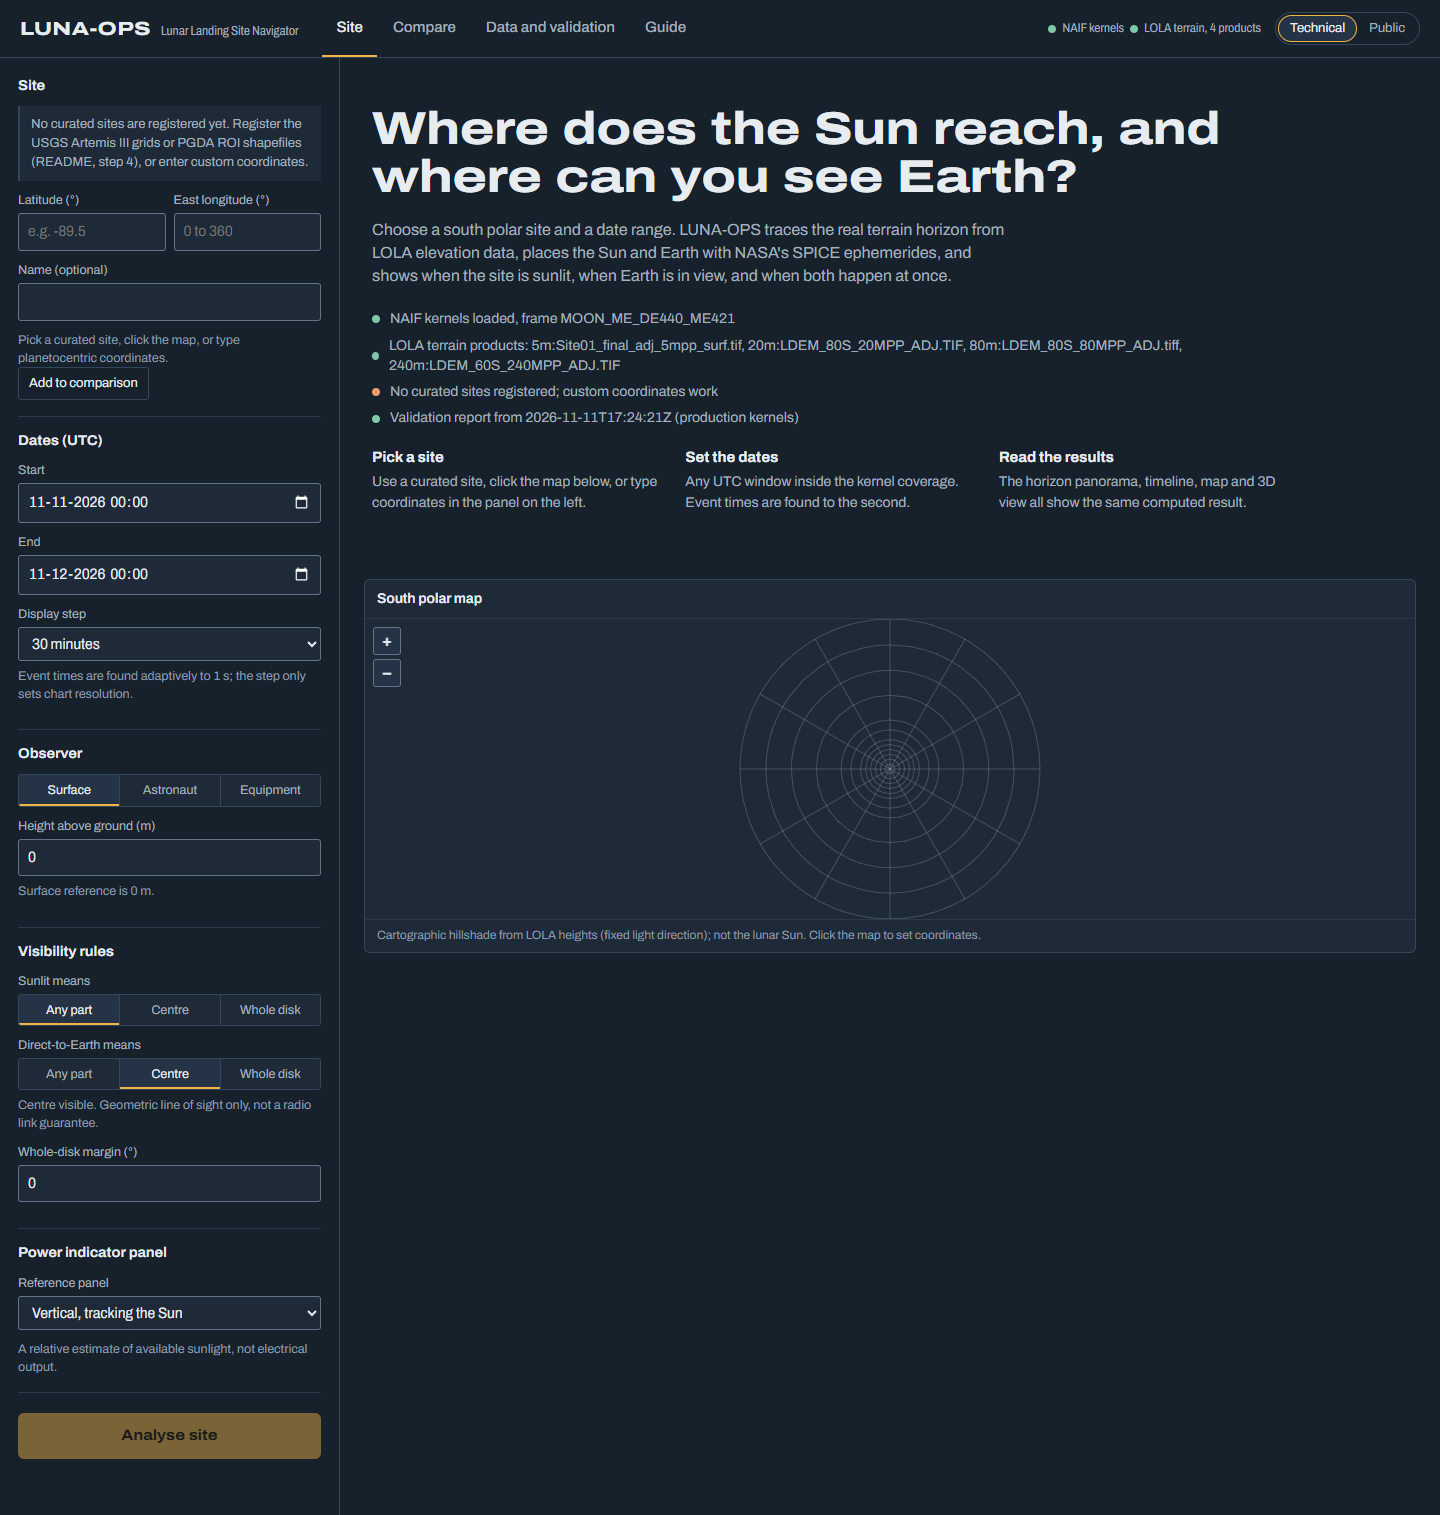 LUNA-OPS Lunar Landing Site Navigator
Site Compare Data and validation Guide
NAIF kernels LOLA terrain, 4 products
Technical Public
Site
No curated sites are registered yet. Register the
USGS Artemis III grids or PGDA ROI shapefiles
(README, step 4), or enter custom coordinates.
Latitude (°) East longitude (°)
e.g. -89.5 0 to 360
Name (optional)
Pick a curated site, click the map, or type
planetocentric coordinates.
Add to comparison
Dates (UTC)
Start
11-11-2026 00:00
End
11-12-2026 00:00
Display step
30 minutes
Event times are found adaptively to 1 s; the step only
sets chart resolution.
Observer
Surface Astronaut Equipment
Height above ground (m)
0
Surface reference is 0 m.
Visibility rules
Sunlit means
Any part Centre Whole disk
Direct-to-Earth means
Any part Centre Whole disk
Centre visible. Geometric line of sight only, not a radio
link guarantee.
Whole-disk margin (°)
0
Power indicator panel
Reference panel
Vertical, tracking the Sun
A relative estimate of available sunlight, not electrical
output.
Analyse site
Where does the Sun reach, and
where can you see Earth?
Choose a south polar site and a date range. LUNA-OPS traces the real terrain horizon from
LOLA elevation data, places the Sun and Earth with NASA's SPICE ephemerides, and
shows when the site is sunlit, when Earth is in view, and when both happen at once.
NAIF kernels loaded, frame MOON_ME_DE440_ME421
LOLA terrain products: 5m:Site01_final_adj_5mpp_surf.tif, 20m:LDEM_80S_20MPP_ADJ.TIF, 80m:LDEM_80S_80MPP_ADJ.tiff,
240m:LDEM_60S_240MPP_ADJ.TIF
No curated sites registered; custom coordinates work
Validation report from 2026-11-11T17:24:21Z (production kernels)
Pick a site
Use a curated site, click the map below, or type
coordinates in the panel on the left.
Set the dates
Any UTC window inside the kernel coverage.
Event times are found to the second.
Read the results
The horizon panorama, timeline, map and 3D
view all show the same computed result.
South polar map
+
−
Cartographic hillshade from LOLA heights (fixed light direction); not the lunar Sun. Click the map to set coordinates.